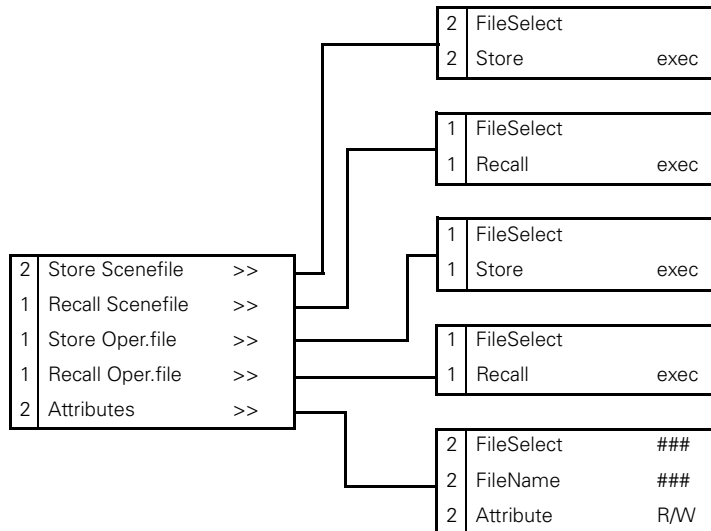 2 FileSelect
2 Store exec
1 FileSelect
1 Recall exec
1 FileSelect
1 Store exec
1 FileSelect
1 Recall exec
2 FileSelect ###
2 FileName ###
2 Attribute R/W
2 Store Scenefile >>
1 Recall Scenefile >>
1 Store Oper.file >>
1 Recall Oper.file >>
2 Attributes >>